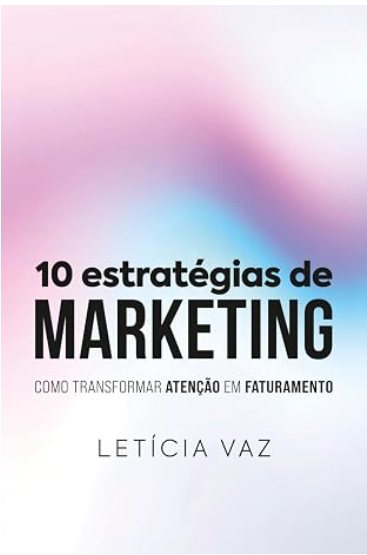 10 estratégias de
MARKETING
COMO TRANSFORMAR ATENÇÃO EM FATURAMENTO
LETÍCIA VAZ